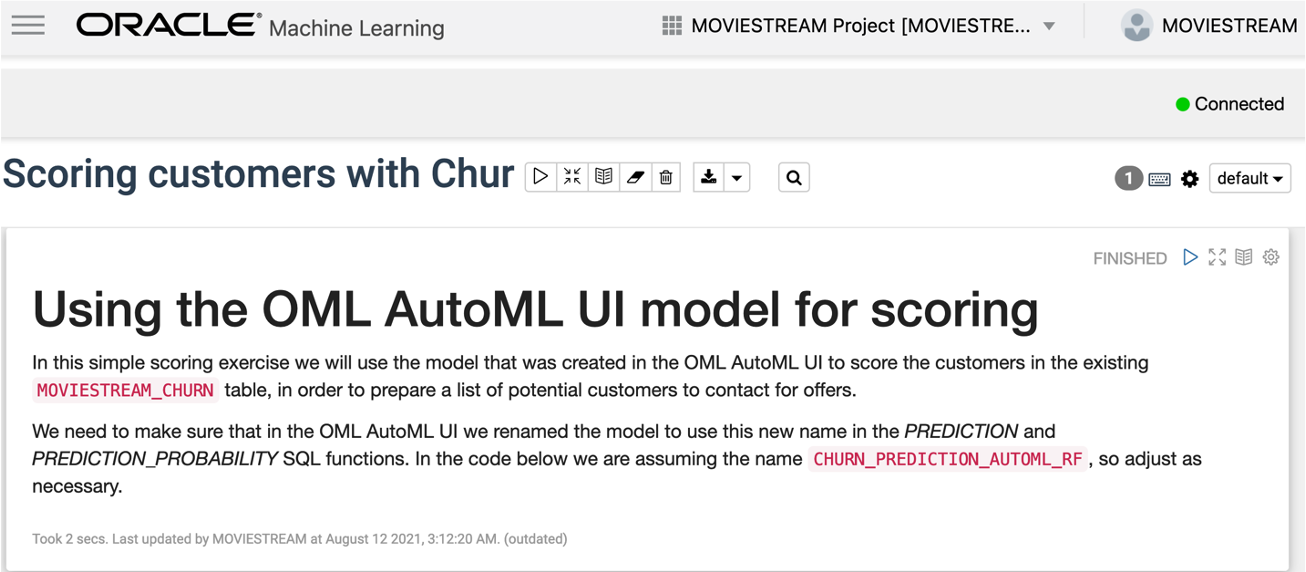 ORACLE® Machine Learning
MOVIESTREAM Project [MOVIESTRE...
MOVIESTREAM
Connected
Scoring customers with Chur
1
default
FINISHED
Using the OML AutoML UI model for scoring
In this simple scoring exercise we will use the model that was created in the OML AutoML UI to score the customers in the existing
MOVIESTREAM_CHURN table, in order to prepare a list of potential customers to contact for offers.
We need to make sure that in the OML AutoML UI we renamed the model to use this new name in the PREDICTION and
PREDICTION_PROBABILITY SQL functions. In the code below we are assuming the name CHURN_PREDICTION_AUTOML_RF, so adjust as
necessary.
Took 2 secs. Last updated by MOVIESTREAM at August 12 2021, 3:12:20 AM. (outdated)